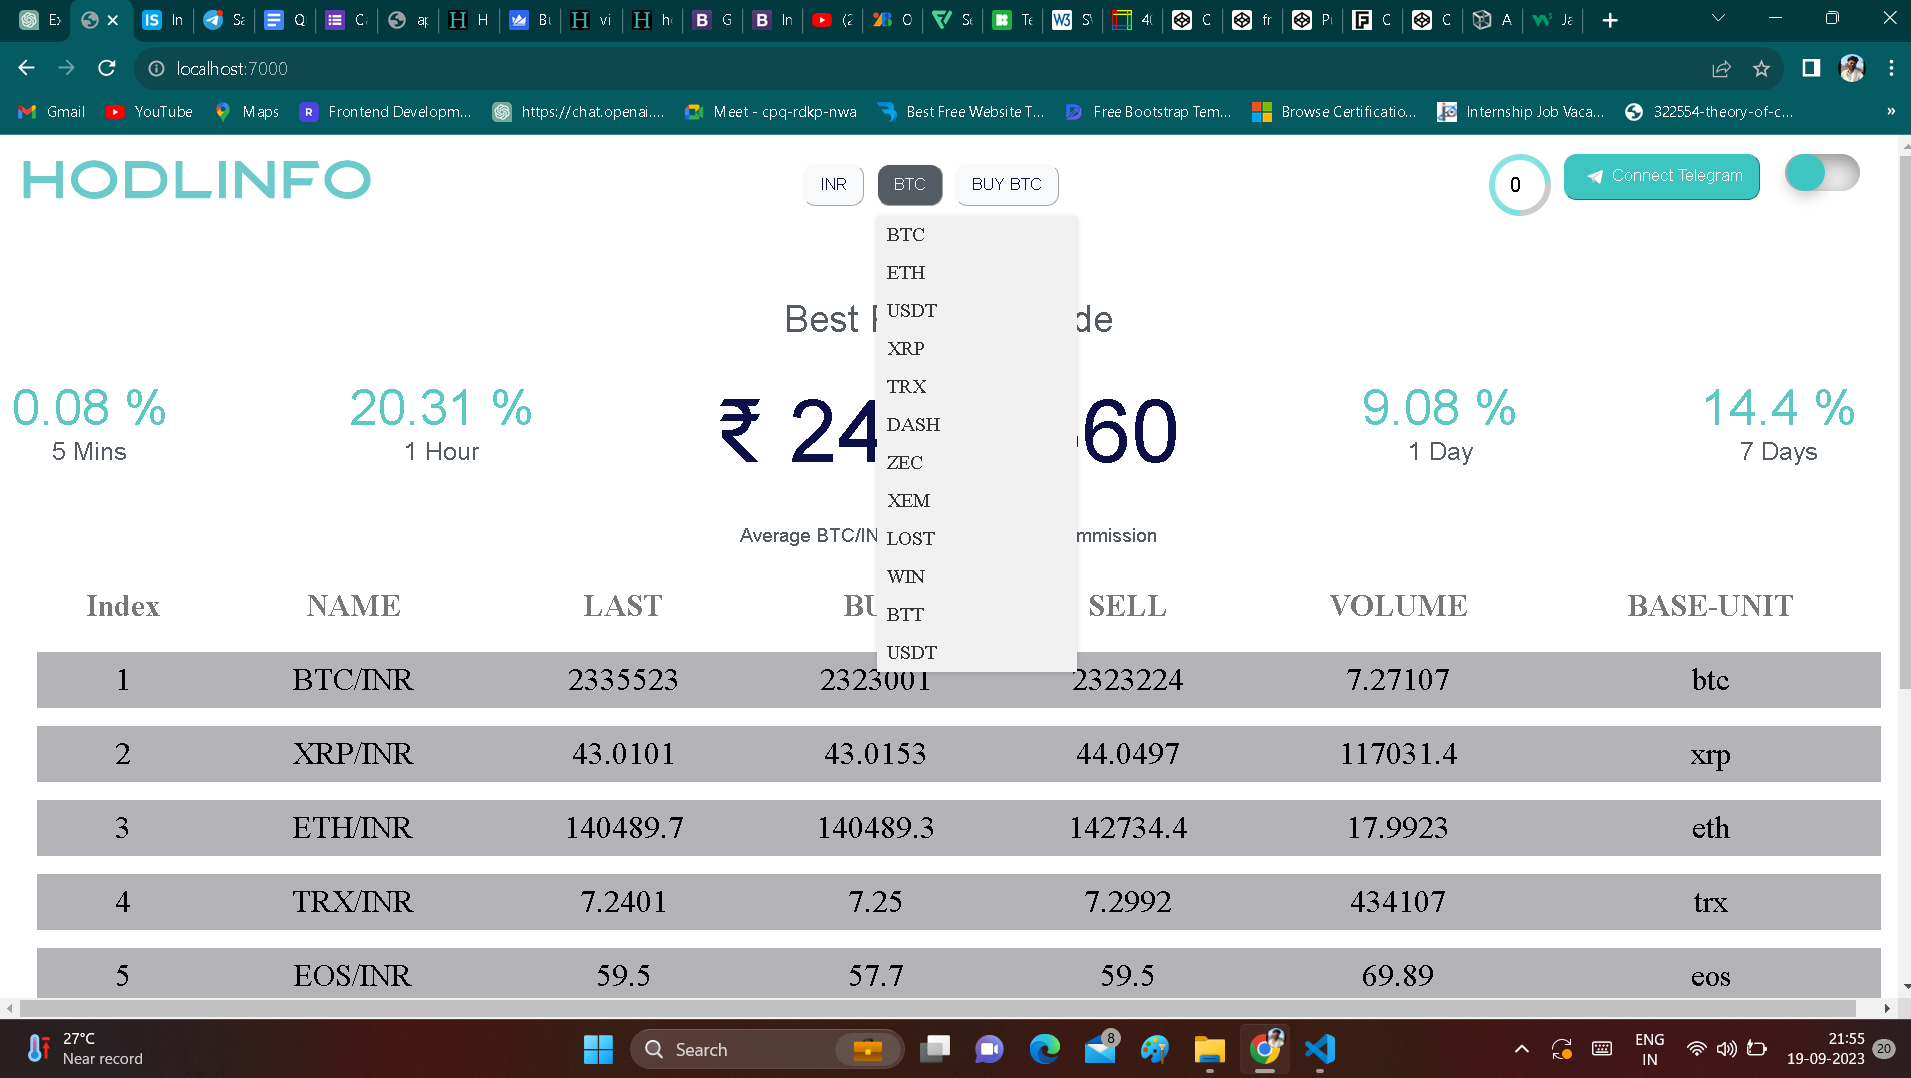 Ex
In
Sa
Q
Ca
ap
H
Bu
vi
ho
G
In
(2
O
Se
Te
SV
40
C
fr
Pu
C
C
A
Ja
localhost:7000
Gmail YouTube Maps Frontend Developm... https://chat.openai.... Meet - cpq-rdkp-nwa Best Free Website T... Free Bootstrap Tem... Browse Certificatio... Internship Job Vaca... 322554-theory-of-c... »
HODLINFO
INR BTC BUY BTC
0
Connect Telegram
BTC
ETH
USDT
XRP
TRX
DASH
ZEC
XEM
LOST
WIN
BTT
USDT
Best
de
0.08 %
5 Mins
20.31 %
1 Hour
₹ 24
60
9.08 %
1 Day
14.4 %
7 Days
Average BTC/IN
mmission
Index NAME LAST BU SELL VOLUME BASE-UNIT
1 BTC/INR 2335523 2323001 2323224 7.27107 btc
2 XRP/INR 43.0101 43.0153 44.0497 117031.4 xrp
3 ETH/INR 140489.7 140489.3 142734.4 17.9923 eth
4 TRX/INR 7.2401 7.25 7.2992 434107 trx
5 EOS/INR 59.5 57.7 59.5 69.89 eos
27°C
Near record
Search
8
ENG
IN
21:55
19-09-2023
20